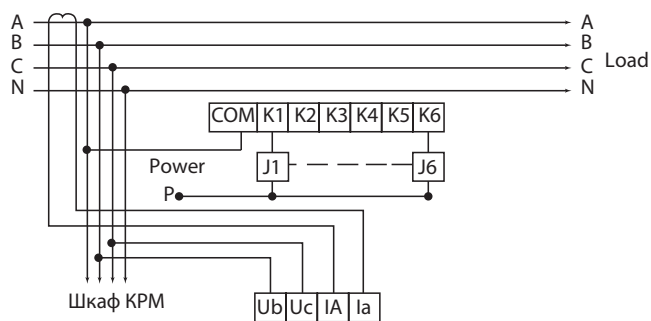 A A
B B
C C Load
N N
COM K1 K2 K3 K4 K5 K6
Power J1 J6
P
Шкаф КРМ
Ub Uc IA Ia